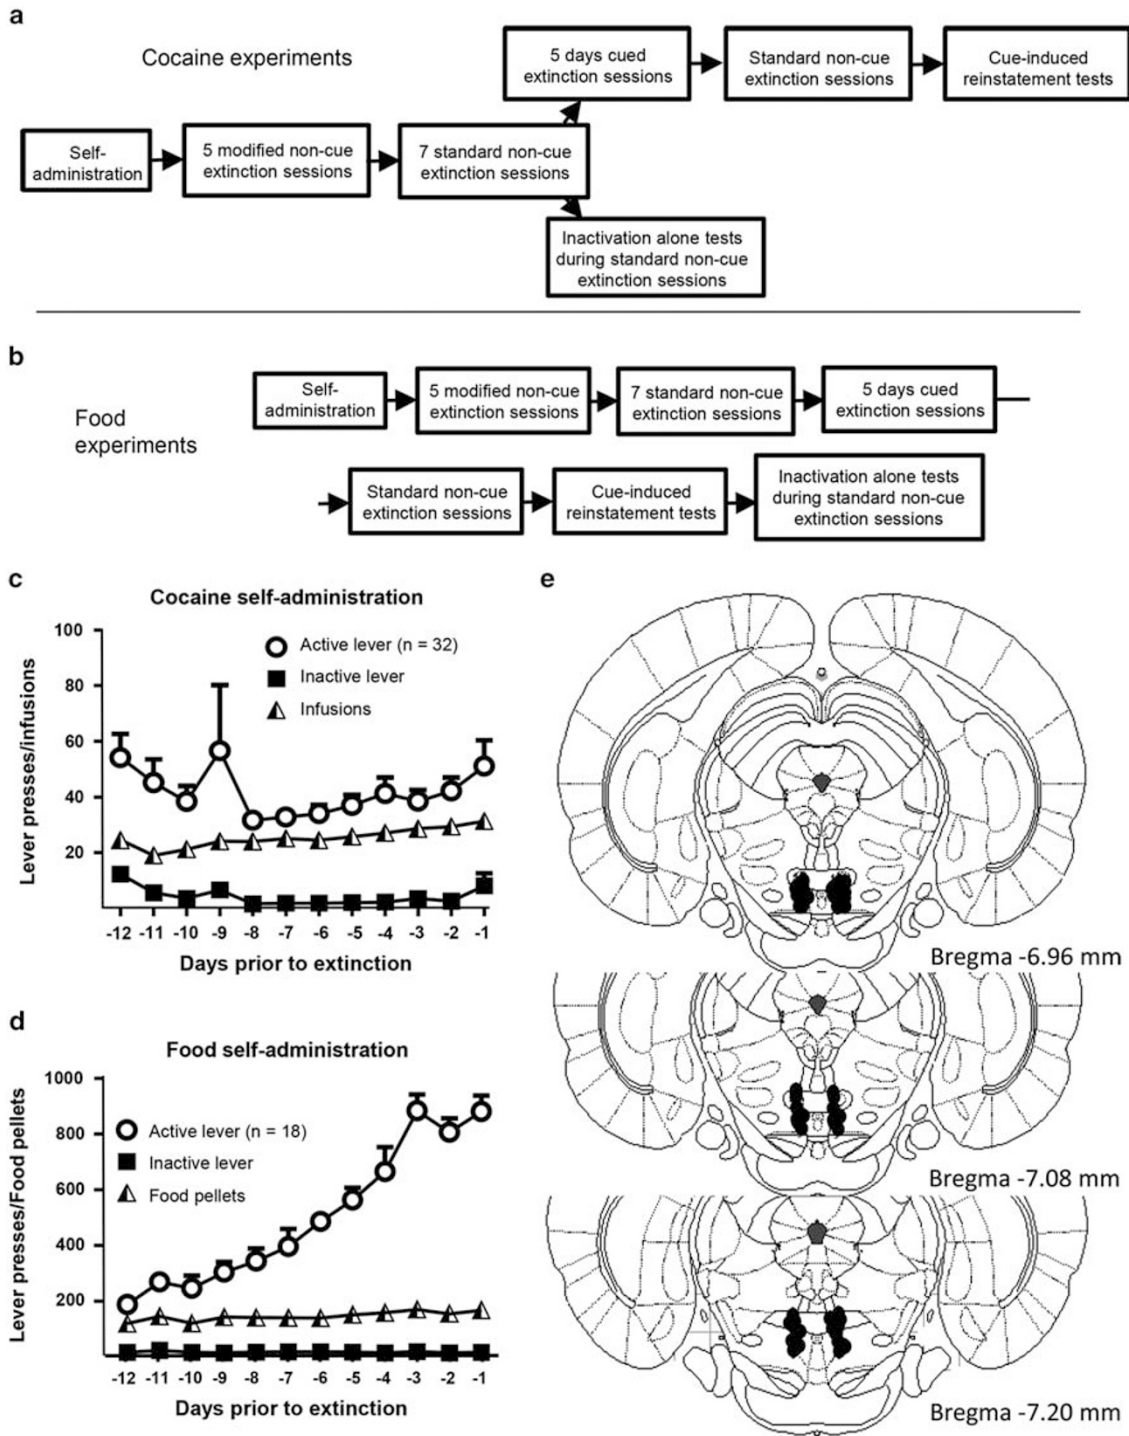 a
Cocaine experiments
5 days cued
extinction sessions
Standard non-cue
extinction sessions
Cue-induced
reinstatement tests
Self-
administration
5 modified non-cue
extinction sessions
7 standard non-cue
extinction sessions
Inactivation alone tests
during standard non-cue
extinction sessions
b
Food
experiments
Self-
administration
5 modified non-cue
extinction sessions
7 standard non-cue
extinction sessions
5 days cued
extinction sessions
Standard non-cue
extinction sessions
Cue-induced
reinstatement tests
Inactivation alone tests
during standard non-cue
extinction sessions
c
Cocaine self-administration
Lever presses/infusions
100
80
60
40
20
Active lever (n = 32)
Inactive lever
Infusions
-12 -11 -10 -9 -8 -7 -6 -5 -4 -3 -2 -1
Days prior to extinction
d
Food self-administration
Lever presses/Food pellets
1000
800
600
400
200
Active lever (n = 18)
Inactive lever
Food pellets
-12 -11 -10 -9 -8 -7 -6 -5 -4 -3 -2 -1
Days prior to extinction
e
Bregma -6.96 mm
Bregma -7.08 mm
Bregma -7.20 mm